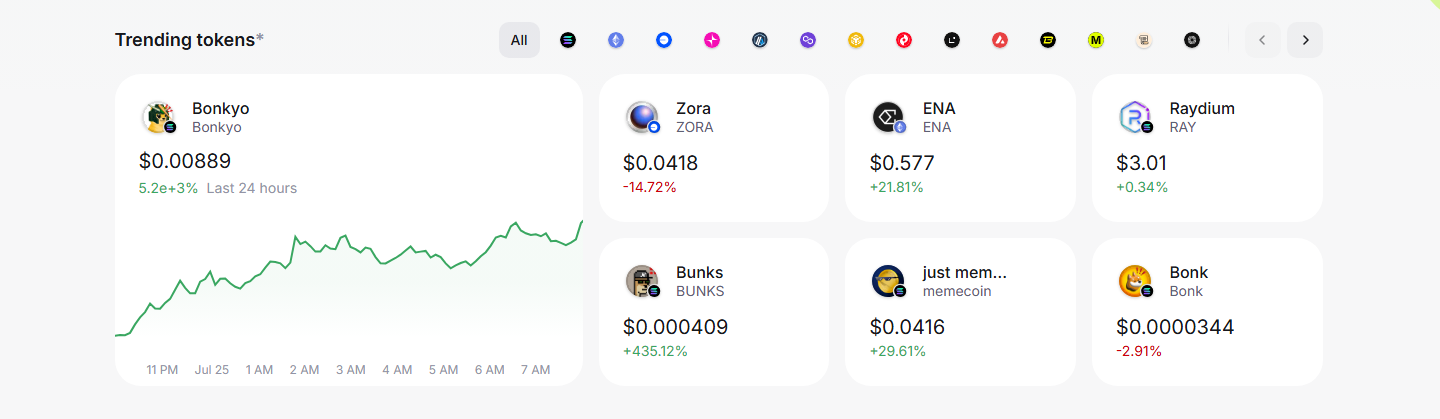 Trending tokens*
All
Bonkyo
Bonkyo
$0.00889
5.2e+3% Last 24 hours
11 PM Jul 25 1 AM 2 AM 3 AM 4 AM 5 AM 6 AM 7 AM
Zora
ZORA
$0.0418
-14.72%
ENA
ENA
$0.577
+21.81%
Raydium
RAY
$3.01
+0.34%
Bunks
BUNKS
$0.000409
+435.12%
just mem...
memecoin
$0.0416
+29.61%
Bonk
Bonk
$0.0000344
-2.91%